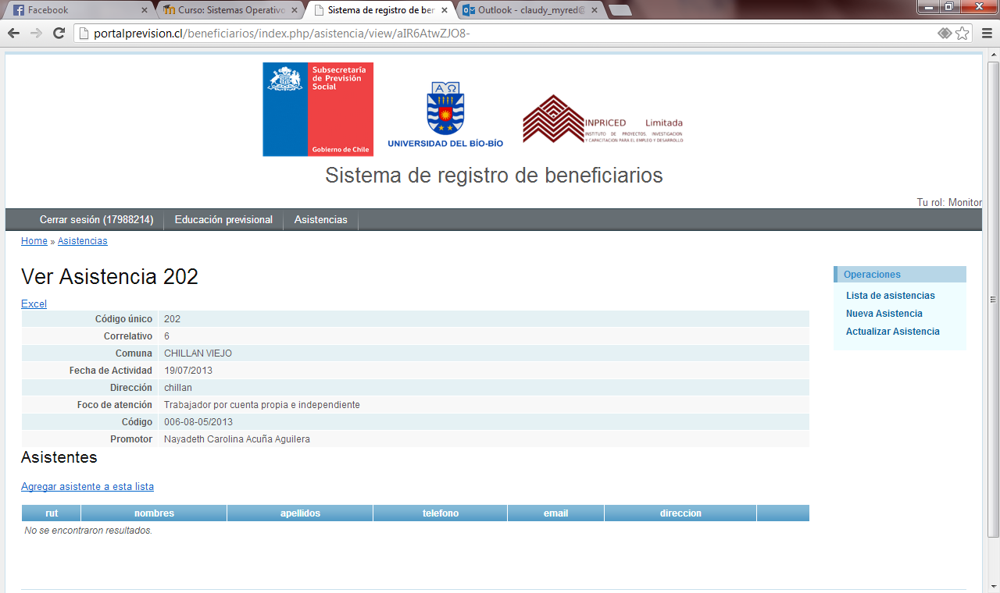 Facebook
Curso: Sistemas Operativo
Sistema de registro de ber
Outlook - claudy_myred@
portalprevision.cl/beneficiarios/index.php/asistencia/view/aIR6AtwZJO8-
Subsecretaría
de Previsión
Social
Gobierno de Chile
ΑΩ
UNIVERSIDAD DEL BÍO-BÍO
INPRICED Limitada
INSTITUTO DE PROYECTOS, INVESTIGACION
Y CAPACITACION PARA EL EMPLEO Y DESARROLLO
Sistema de registro de beneficiarios
Tu rol: Monitor
Cerrar sesión (17988214) Educación previsional Asistencias
Home » Asistencias
Ver Asistencia 202
Excel
Código único 202
Correlativo 6
Comuna CHILLAN VIEJO
Fecha de Actividad 19/07/2013
Dirección chillan
Foco de atención Trabajador por cuenta propia e independiente
Código 006-08-05/2013
Promotor Nayadeth Carolina Acuña Aguilera
Operaciones
Lista de asistencias
Nueva Asistencia
Actualizar Asistencia
Asistentes
Agregar asistente a esta lista
rut nombres apellidos telefono email direccion
No se encontraron resultados.